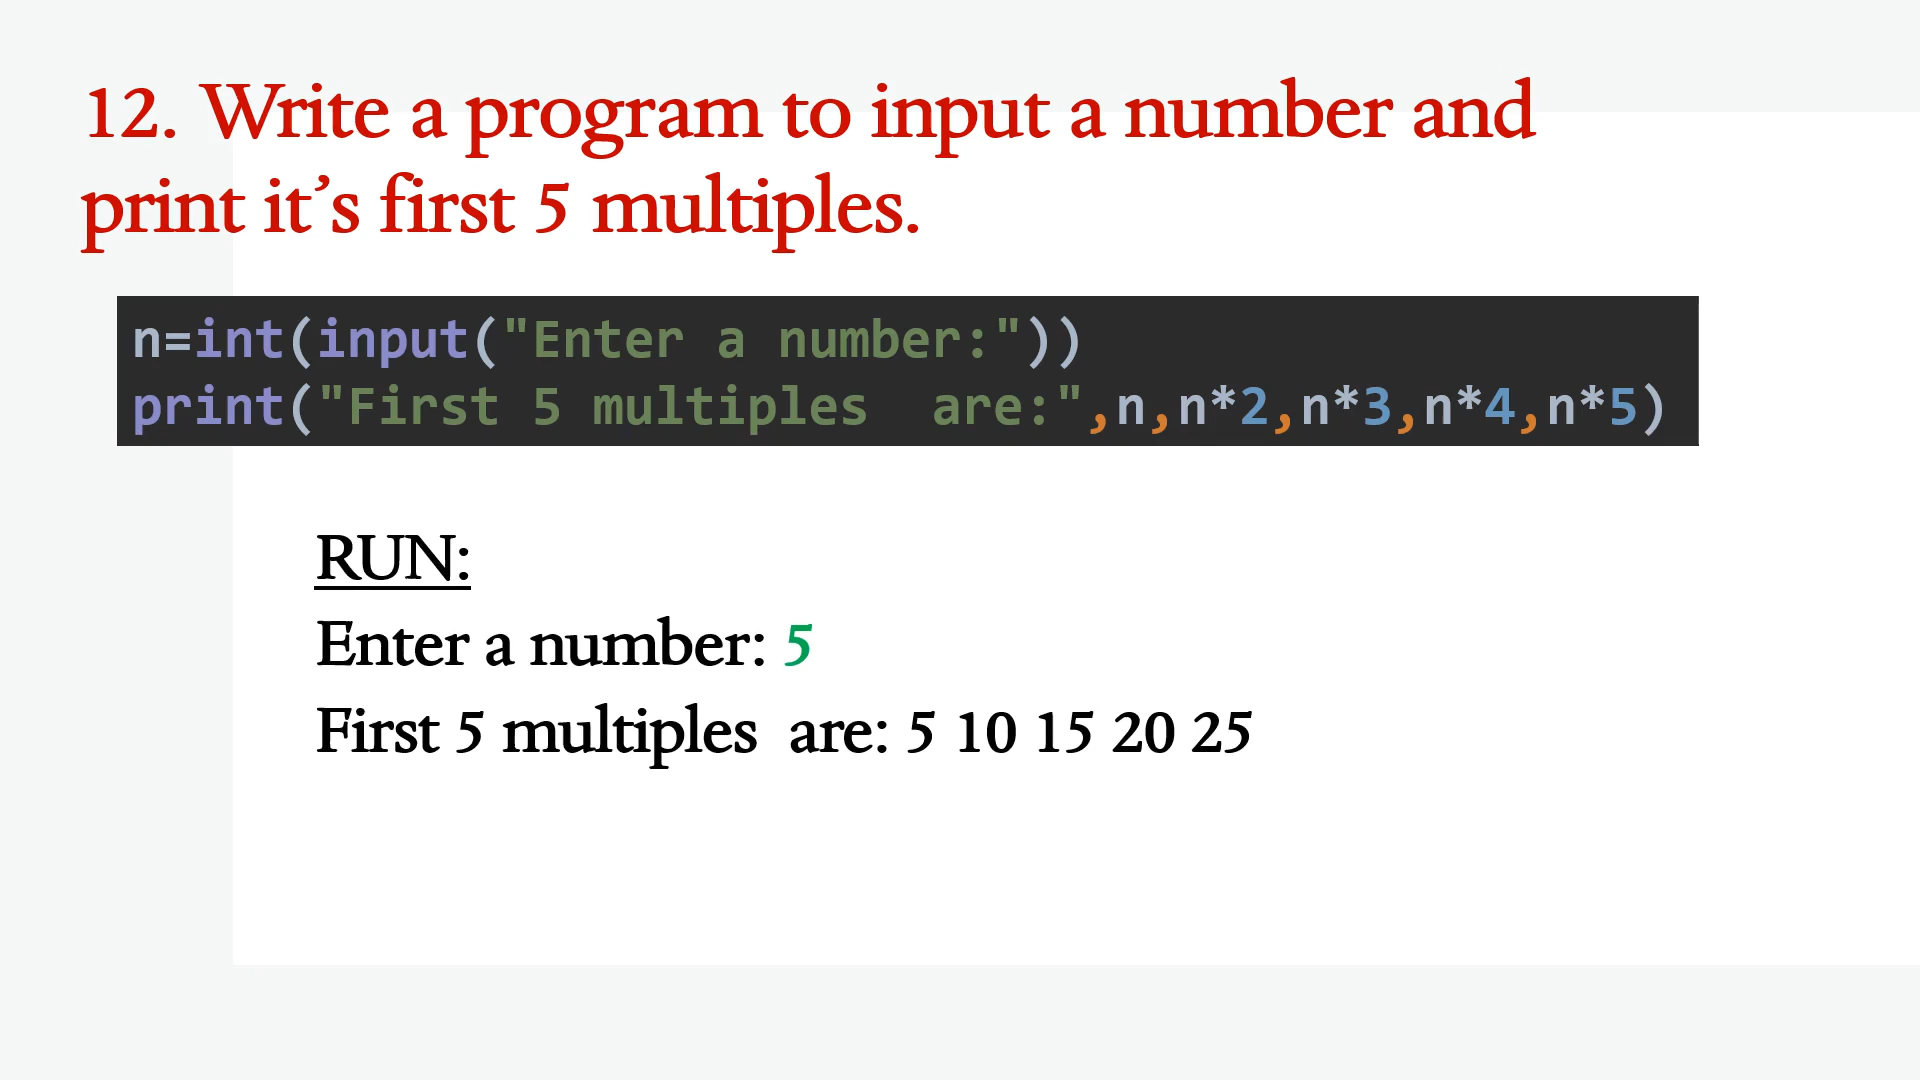 12. Write a program to input a number and
print it’s first 5 multiples.
n=int(input("Enter a number:"))
print("First 5 multiples  are:",n,n*2,n*3,n*4,n*5)
RUN:
Enter a number: 5
First 5 multiples  are: 5 10 15 20 25